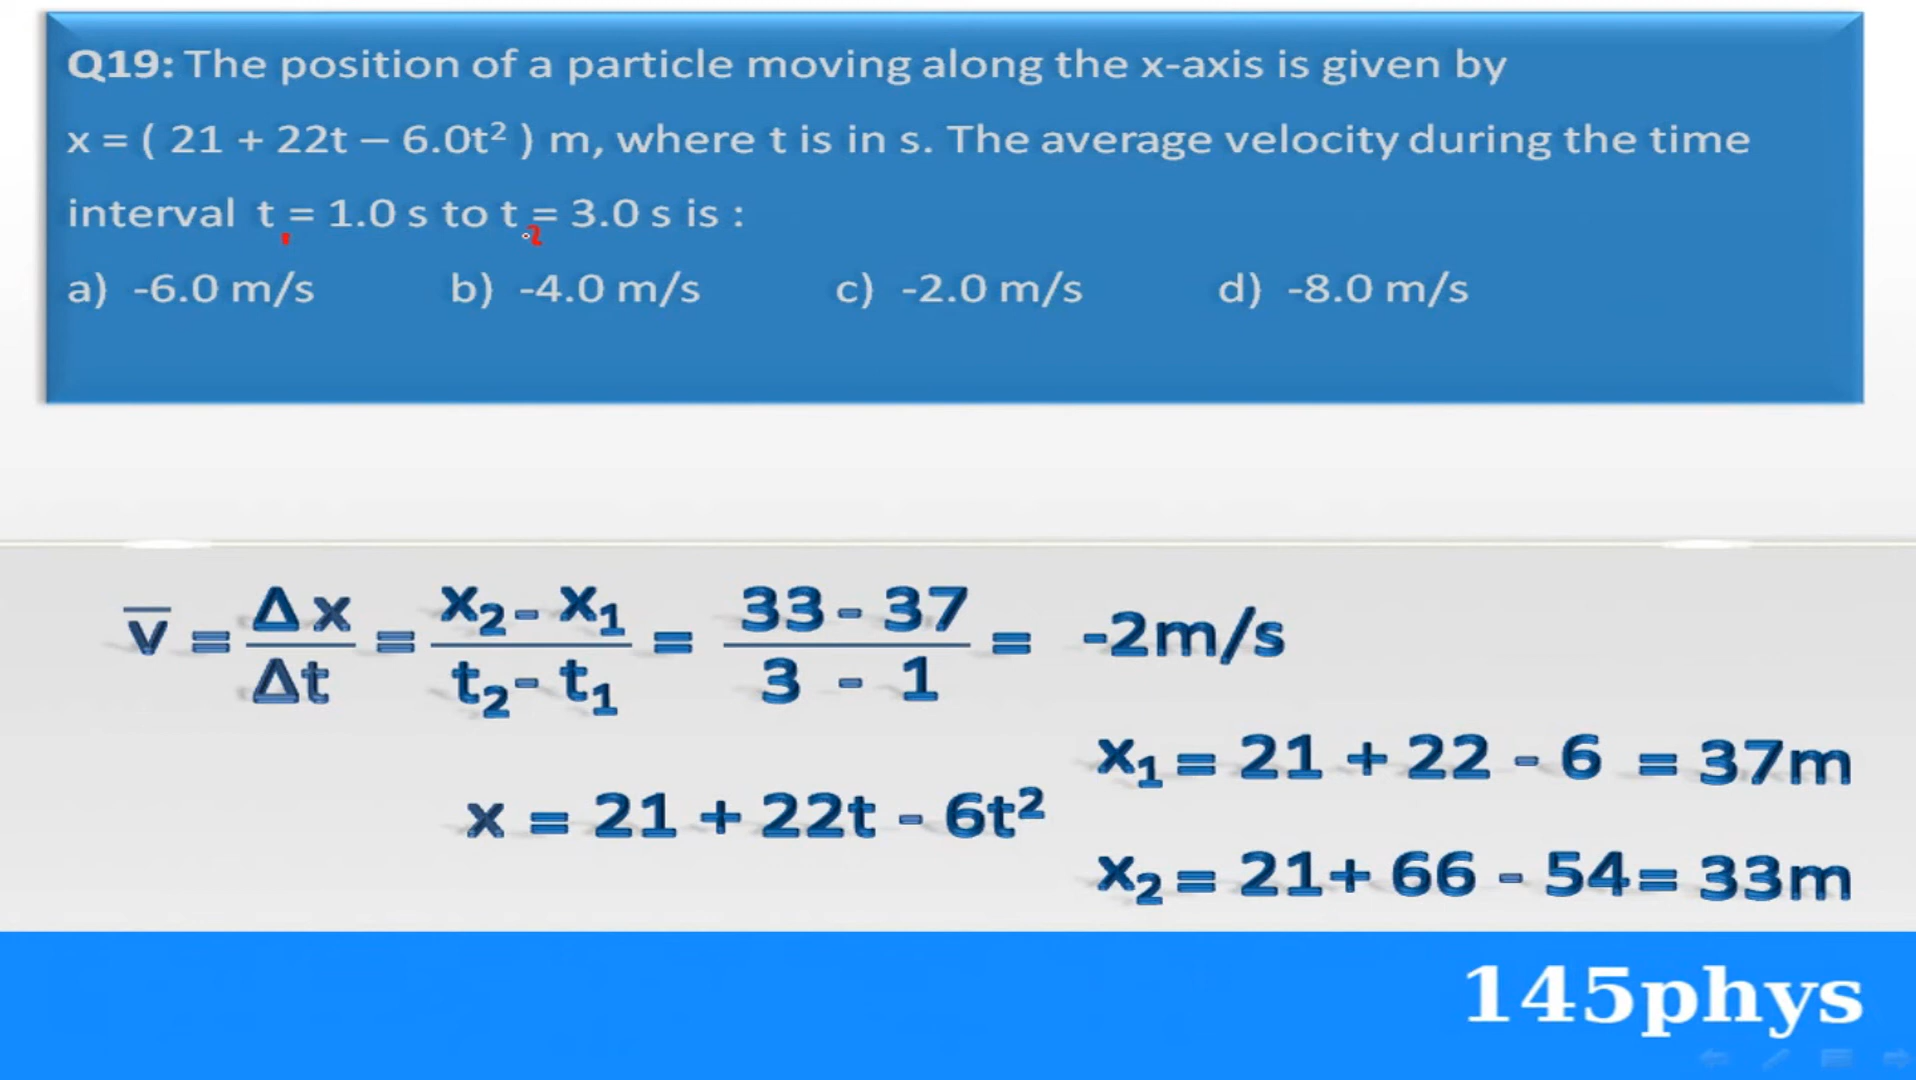 Q19: The position of a particle moving along the x-axis is given by
x = ( 21 + 22t – 6.0t² ) m, where t is in s. The average velocity during the time
interval t₁ = 1.0 s to t₂ = 3.0 s is :
a) -6.0 m/s b) -4.0 m/s c) -2.0 m/s d) -8.0 m/s
v̅ = Δx/Δt = (x₂ - x₁)/(t₂ - t₁) = (33 - 37)/(3 - 1) = -2m/s
x₁ = 21 + 22 - 6 = 37m
x = 21 + 22t - 6t²
x₂ = 21+ 66 - 54= 33m
145phys